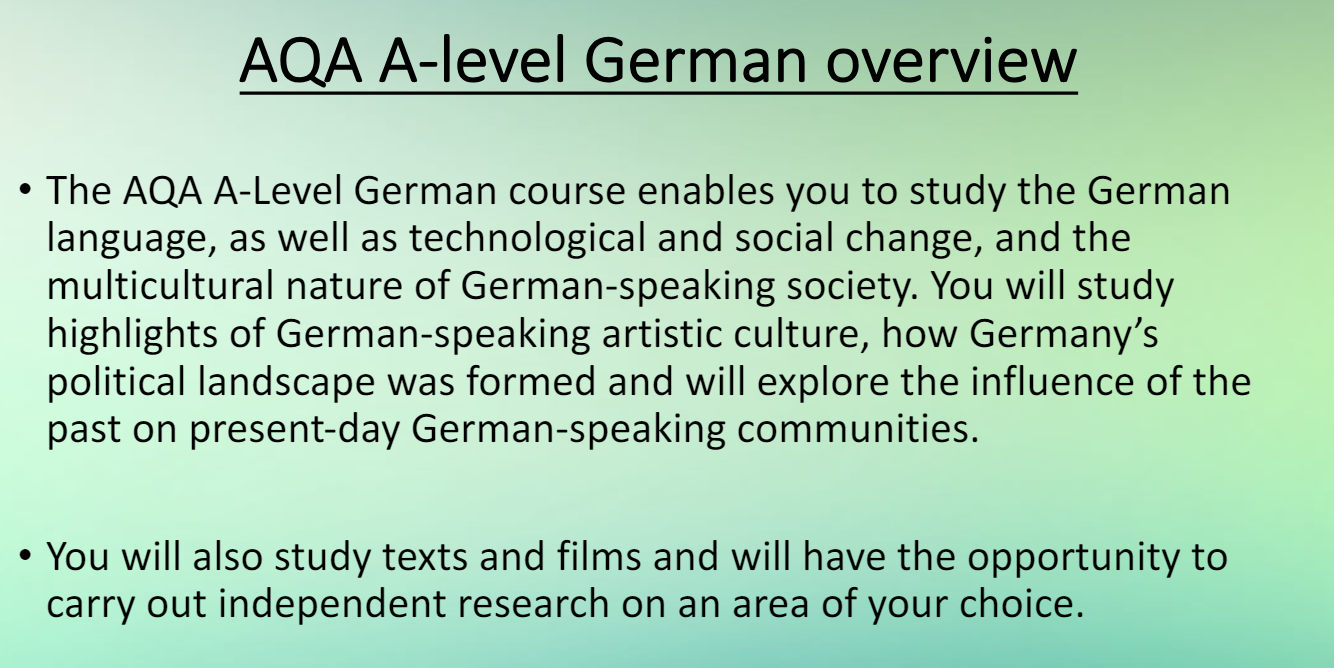 AQA A-level German overview
• The AQA A-Level German course enables you to study the German
language, as well as technological and social change, and the
multicultural nature of German-speaking society. You will study
highlights of German-speaking artistic culture, how Germany’s
political landscape was formed and will explore the influence of the
past on present-day German-speaking communities.
• You will also study texts and films and will have the opportunity to
carry out independent research on an area of your choice.